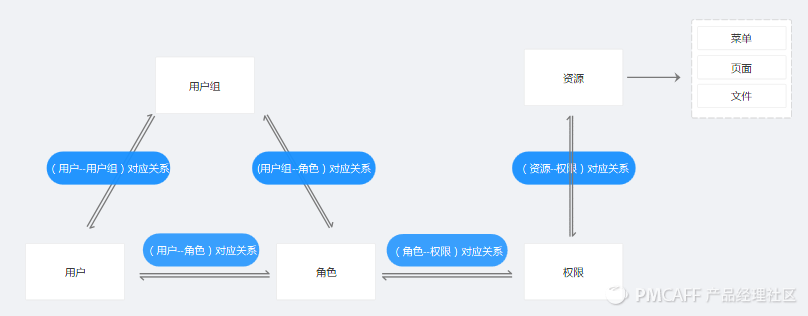 菜单
用户组
资源
页面
文件
（用户--用户组）对应关系
(用户组--角色）对应关系
（资源--权限）对应关系
（用户--角色）对应关系
（角色--权限）对应关系
用户
角色
权限
PMCAFF 产品经理社区